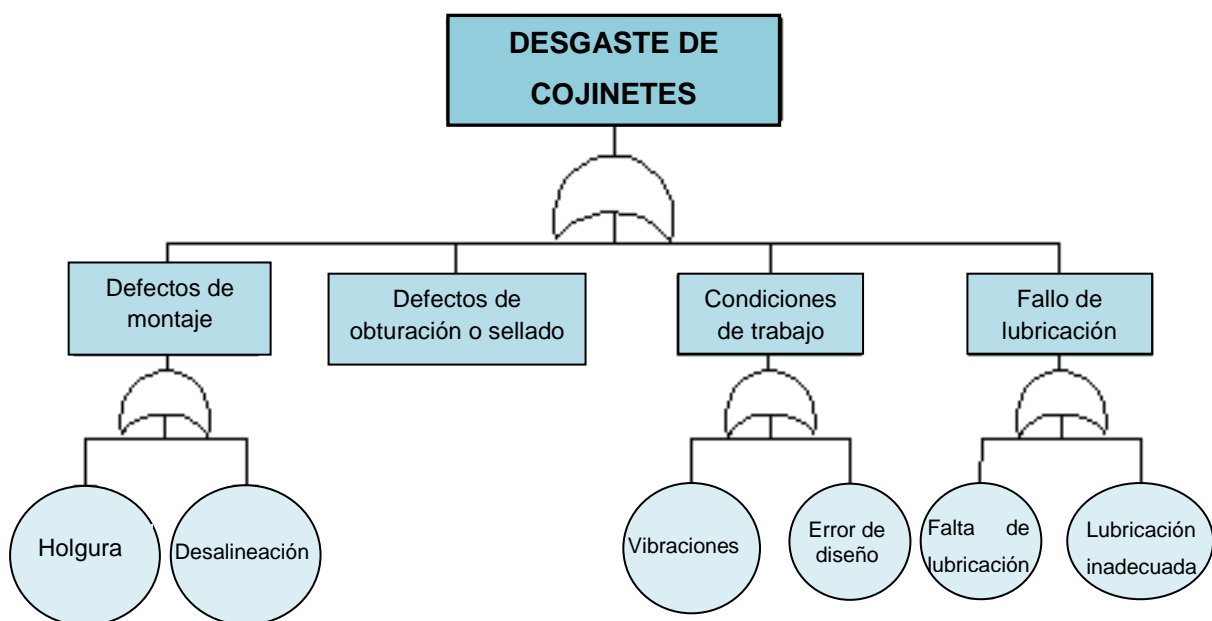 DESGASTE DE
COJINETES
Defectos de
montaje
Defectos de
obturación o sellado
Condiciones
de trabajo
Fallo de
lubricación
Holgura
Desalineación
Vibraciones
Error de
diseño
Falta de
lubricación
Lubricación
inadecuada